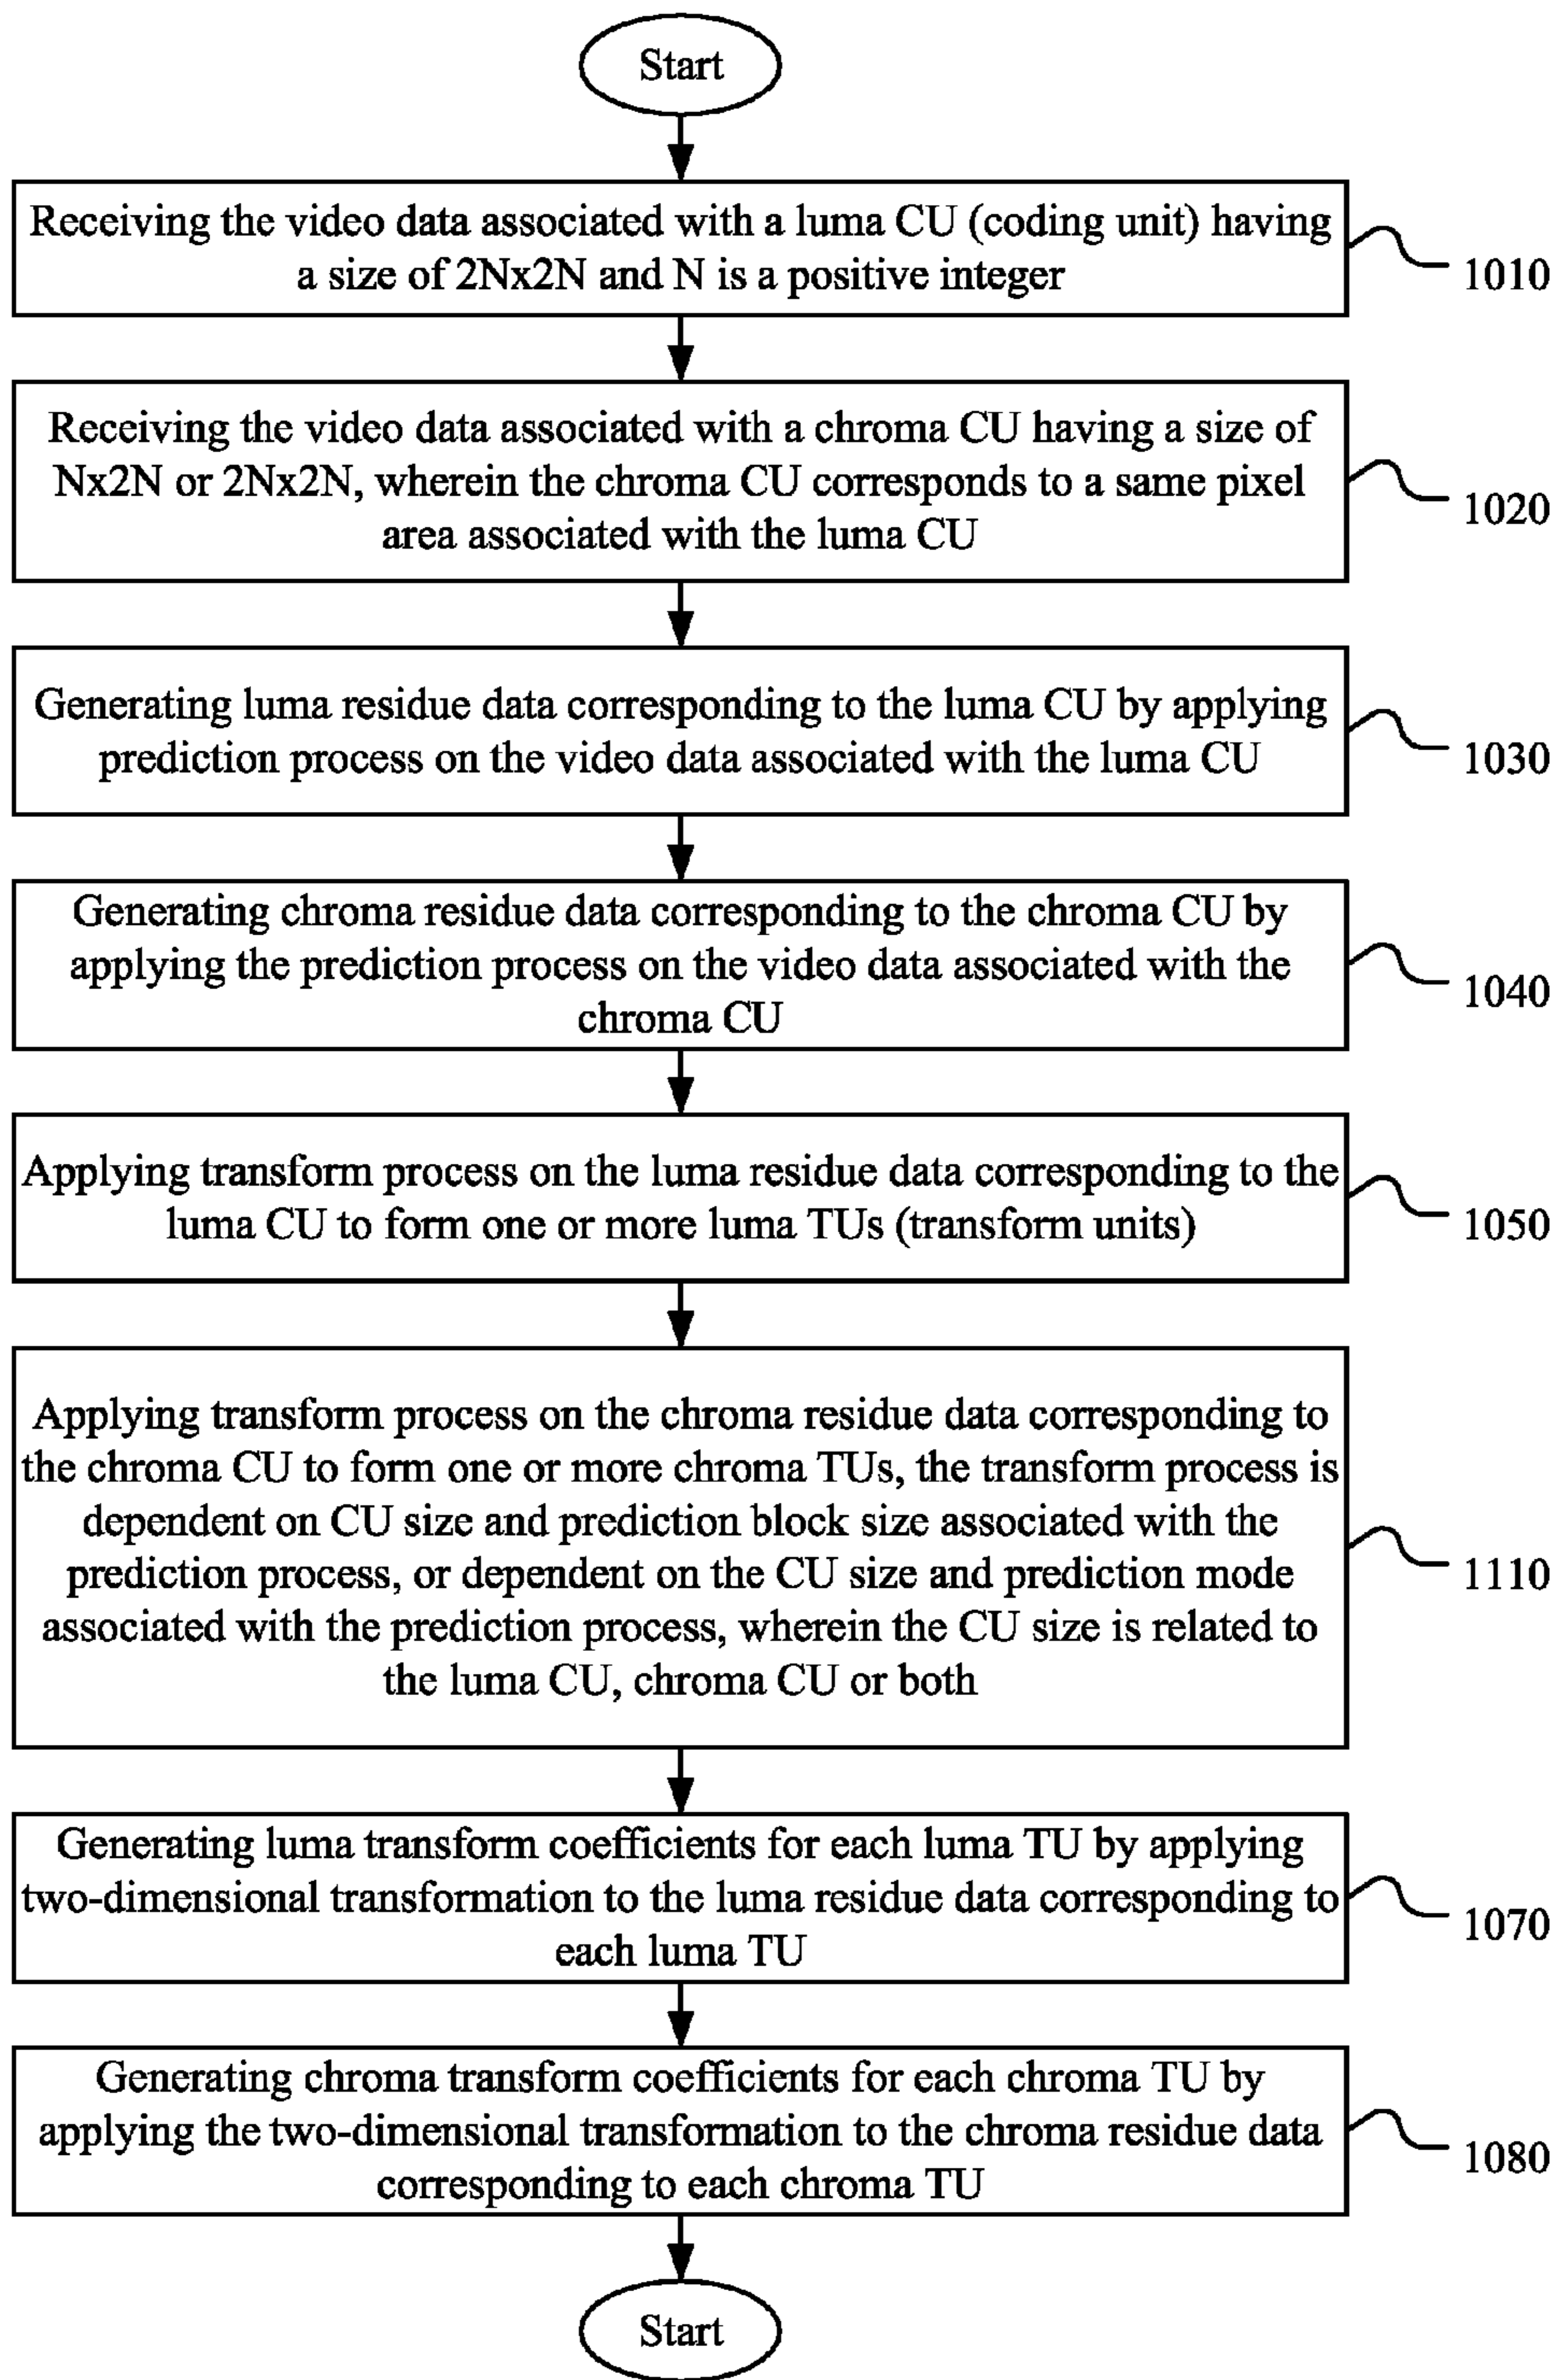 Start
Receiving the video data associated with a luma CU (coding unit) having
a size of 2Nx2N and N is a positive integer
1010
Receiving the video data associated with a chroma CU having a size of
Nx2N or 2Nx2N, wherein the chroma CU corresponds to a same pixel
area associated with the luma CU
1020
Generating luma residue data corresponding to the luma CU by applying
prediction process on the video data associated with the luma CU
1030
Generating chroma residue data corresponding to the chroma CU by
applying the prediction process on the video data associated with the
chroma CU
1040
Applying transform process on the luma residue data corresponding to the
luma CU to form one or more luma TUs (transform units)
1050
Applying transform process on the chroma residue data corresponding to
the chroma CU to form one or more chroma TUs, the transform process is
dependent on CU size and prediction block size associated with the
prediction process, or dependent on the CU size and prediction mode
associated with the prediction process, wherein the CU size is related to
the luma CU, chroma CU or both
1110
Generating luma transform coefficients for each luma TU by applying
two-dimensional transformation to the luma residue data corresponding to
each luma TU
1070
Generating chroma transform coefficients for each chroma TU by
applying the two-dimensional transformation to the chroma residue data
corresponding to each chroma TU
1080
Start